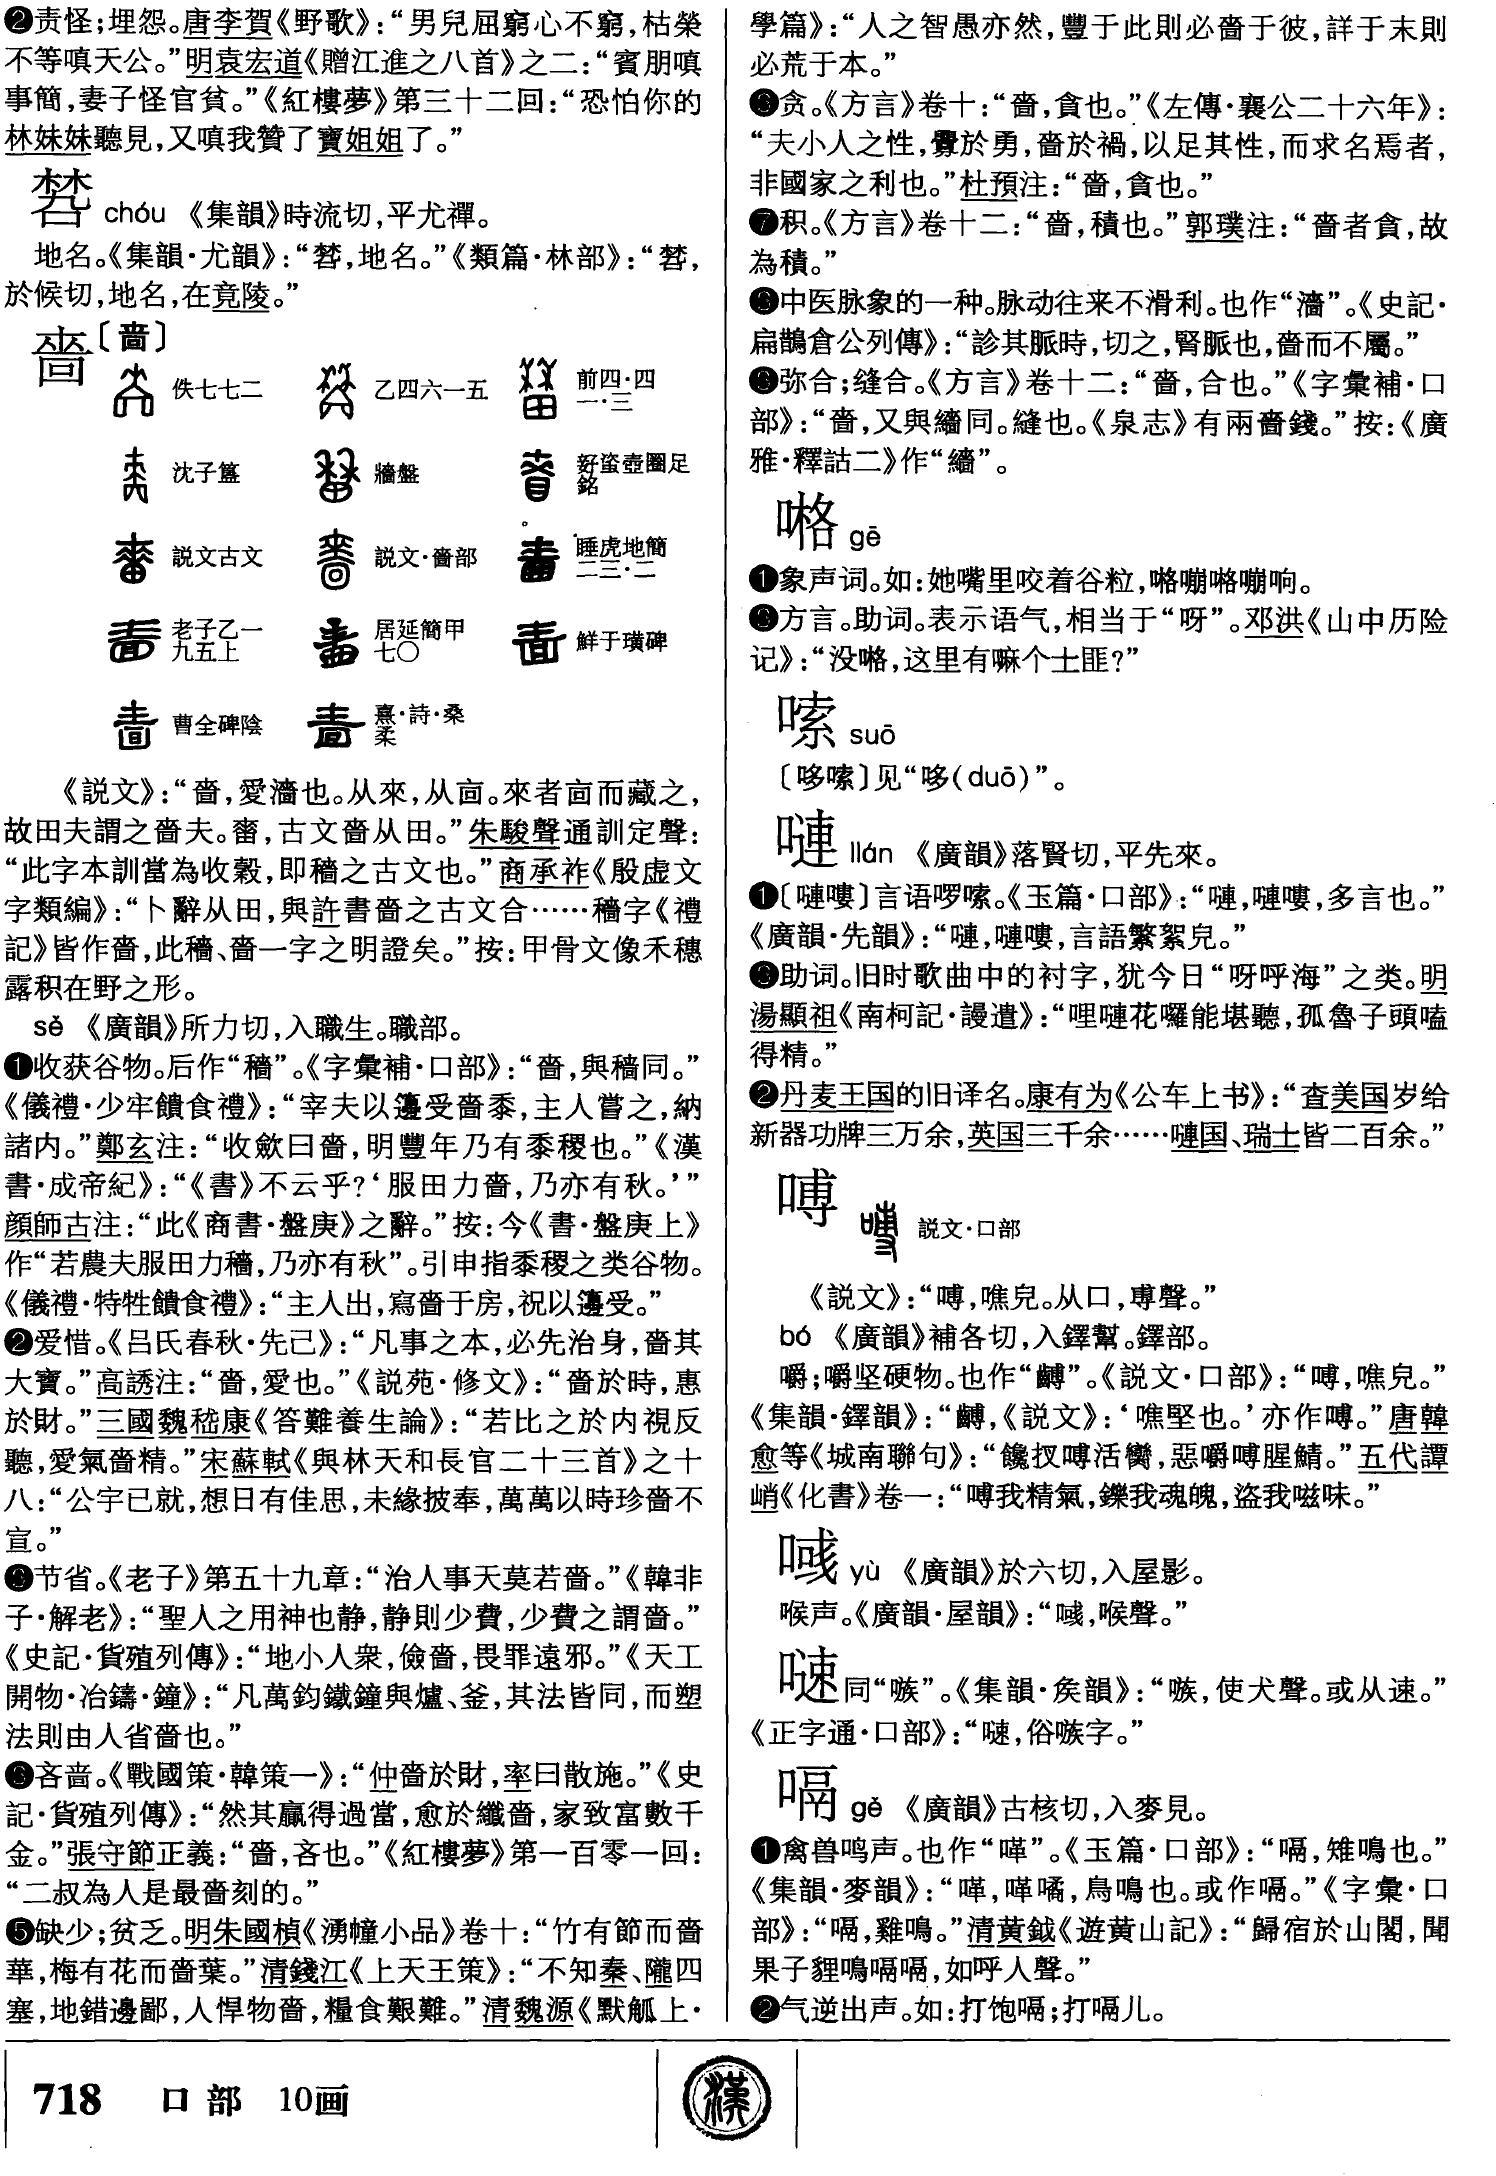 ❷责怪;埋怨。唐李賀《野歌》:“男兒屈窮心不窮,枯榮
不等嗔天公。”明袁宏道《贈江進之八首》之二:“賓朋嗔
事簡,妻子怪官貧。”《紅樓夢》第三十二回:“恐怕你的
林妹妹聽見,又嗔我贊了寶姐姐了。”
chóu 《集韻》時流切,平尤禪。
地名。《集韻·尤韻》:“,地名。”《類篇·林部》:“,
於候切,地名,在竟陵。”
嗇〔啬〕
佚七七二 乙四六一五 前四·四一·三
沈子簋 牆盤 𧊒壺圈足銘
説文古文 説文·嗇部 睡虎地簡二三·二
老子乙一九五上 居延簡甲七〇 鮮于璜碑
曹全碑陰 熹·詩·桑柔
《説文》:“嗇,愛濇也。从來,从㐭。來者㐭而藏之,
故田夫謂之嗇夫。𤲸,古文嗇从田。”朱駿聲通訓定聲:
“此字本訓當為收穀,即穡之古文也。”商承祚《殷虚文
字類編》:“卜辭从田,與許書嗇之古文合……穡字《禮
記》皆作嗇,此穡、嗇一字之明證矣。”按:甲骨文像禾穗
露积在野之形。
sè 《廣韻》所力切,入職生。職部。
❶收获谷物。后作“穡”。《字彙補·口部》:“嗇,與穡同。”
《儀禮·少牢饋食禮》:“宰夫以籩受嗇黍,主人嘗之,納
諸内。”鄭玄注:“收斂曰嗇,明豐年乃有黍稷也。”《漢
書·成帝紀》:“《書》不云乎?‘服田力嗇,乃亦有秋。’”
顔師古注:“此《商書·盤庚》之辭。”按:今《書·盤庚上》
作“若農夫服田力穡,乃亦有秋”。引申指黍稷之类谷物。
《儀禮·特牲饋食禮》:“主人出,寫嗇于房,祝以籩受。”
❷爱惜。《吕氏春秋·先己》:“凡事之本,必先治身,嗇其
大寶。”高誘注:“嗇,愛也。”《説苑·修文》:“嗇於時,惠
於財。”三國魏嵇康《答難養生論》:“若比之於内視反
聽,愛氣嗇精。”宋蘇軾《與林天和長官二十三首》之十
八:“公宇已就,想日有佳思,未緣披奉,萬萬以時珍嗇不
宣。”
❸节省。《老子》第五十九章:“治人事天莫若嗇。”《韓非
子·解老》:“聖人之用神也静,静則少費,少費之謂嗇。”
《史記·貨殖列傳》:“地小人衆,儉嗇,畏罪遠邪。”《天工
開物·冶鑄·鐘》:“凡萬鈞鐵鐘與爐、釜,其法皆同,而塑
法則由人省嗇也。”
❹吝啬。《戰國策·韓策一》:“仲嗇於財,率曰散施。”《史
記·貨殖列傳》:“然其贏得過當,愈於纖嗇,家致富數千
金。”張守節正義:“嗇,吝也。”《紅樓夢》第一百零一回:
“二叔為人是最嗇刻的。”
❺缺少;贫乏。明朱國楨《湧幢小品》卷十:“竹有節而嗇
華,梅有花而嗇葉。”清錢江《上天王策》:“不知秦、隴四
塞,地錯邊鄙,人悍物嗇,糧食艱難。”清魏源《默觚上·
學篇》:“人之智愚亦然,豐于此則必嗇于彼,詳于末則
必荒于本。”
❻贪。《方言》卷十:“嗇,貪也。”《左傳·襄公二十六年》:
“夫小人之性,釁於勇,嗇於禍,以足其性,而求名焉者,
非國家之利也。”杜預注:“嗇,貪也。”
❼积。《方言》卷十二:“嗇,積也。”郭璞注:“嗇者貪,故
為積。”
❽中医脉象的一种。脉动往来不滑利。也作“濇”。《史記·
扁鵲倉公列傳》:“診其脈時,切之,腎脈也,嗇而不屬。”
❾弥合;缝合。《方言》卷十二:“嗇,合也。”《字彙補·口
部》:“嗇,又與繬同。縫也。《泉志》有兩嗇錢。”按:《廣
雅·釋詁二》作“繬”。
㗆 gē
❶象声词。如:她嘴里咬着谷粒,㗆嘣㗆嘣响。
❷方言。助词。表示语气,相当于“呀”。邓洪《山中历险
记》:“没㗆,这里有嘛个土匪?”
嗦 suō
〔哆嗦〕见“哆(duō)”。
嗹 lián 《廣韻》落賢切,平先來。
❶〔嗹嘍〕言语啰嗦。《玉篇·口部》:“嗹,嗹嘍,多言也。”
《廣韻·先韻》:“嗹,嗹嘍,言語繁絮皃。”
❷助词。旧时歌曲中的衬字,犹今日“呀呼海”之类。明
湯顯祖《南柯記·謾遣》:“哩嗹花囉能堪聽,孤魯子頭嗑
得精。”
❷丹麦王国的旧译名。康有为《公车上书》:“查美国岁给
新器功牌三万余,英国三千余……嗹国、瑞士皆二百余。”
嗼 説文·口部
《説文》:“嚩,噍皃。从口,尃聲。”
bó 《廣韻》補各切,入鐸幫。鐸部。
嚼;嚼坚硬物。也作“䪙”。《説文·口部》:“㗘,噍皃。”
《集韻·鐸韻》:“䪙,《説文》:‘噍堅也。’亦作㗘。”唐韓
愈等《城南聯句》:“饞扠㗘活臠,惡嚼㗘腥鯖。”五代譚
峭《化書》卷一:“㗘我精氣,鑠我魂魄,盜我滋味。”
yù 《廣韻》於六切,入屋影。
喉声。《廣韻·屋韻》:“,喉聲。”
同“嗾”。《集韻·矦韻》:“嗾,使犬聲。或从速。”
《正字通·口部》:“,俗嗾字。”
嗝 gé 《廣韻》古核切,入麥見。
❶禽兽鸣声。也作“嘩”。《玉篇·口部》:“嗝,雉鳴也。”
《集韻·麥韻》:“,噊,鳥鳴也。或作嗝。”《字彙·口
部》:“嗝,雞鳴。”清黄鉞《遊黄山記》:“歸宿於山閣,聞
果子貍鳴嗝嗝,如呼人聲。”
❷气逆出声。如:打饱嗝;打嗝儿。
718 口部 10画
漢